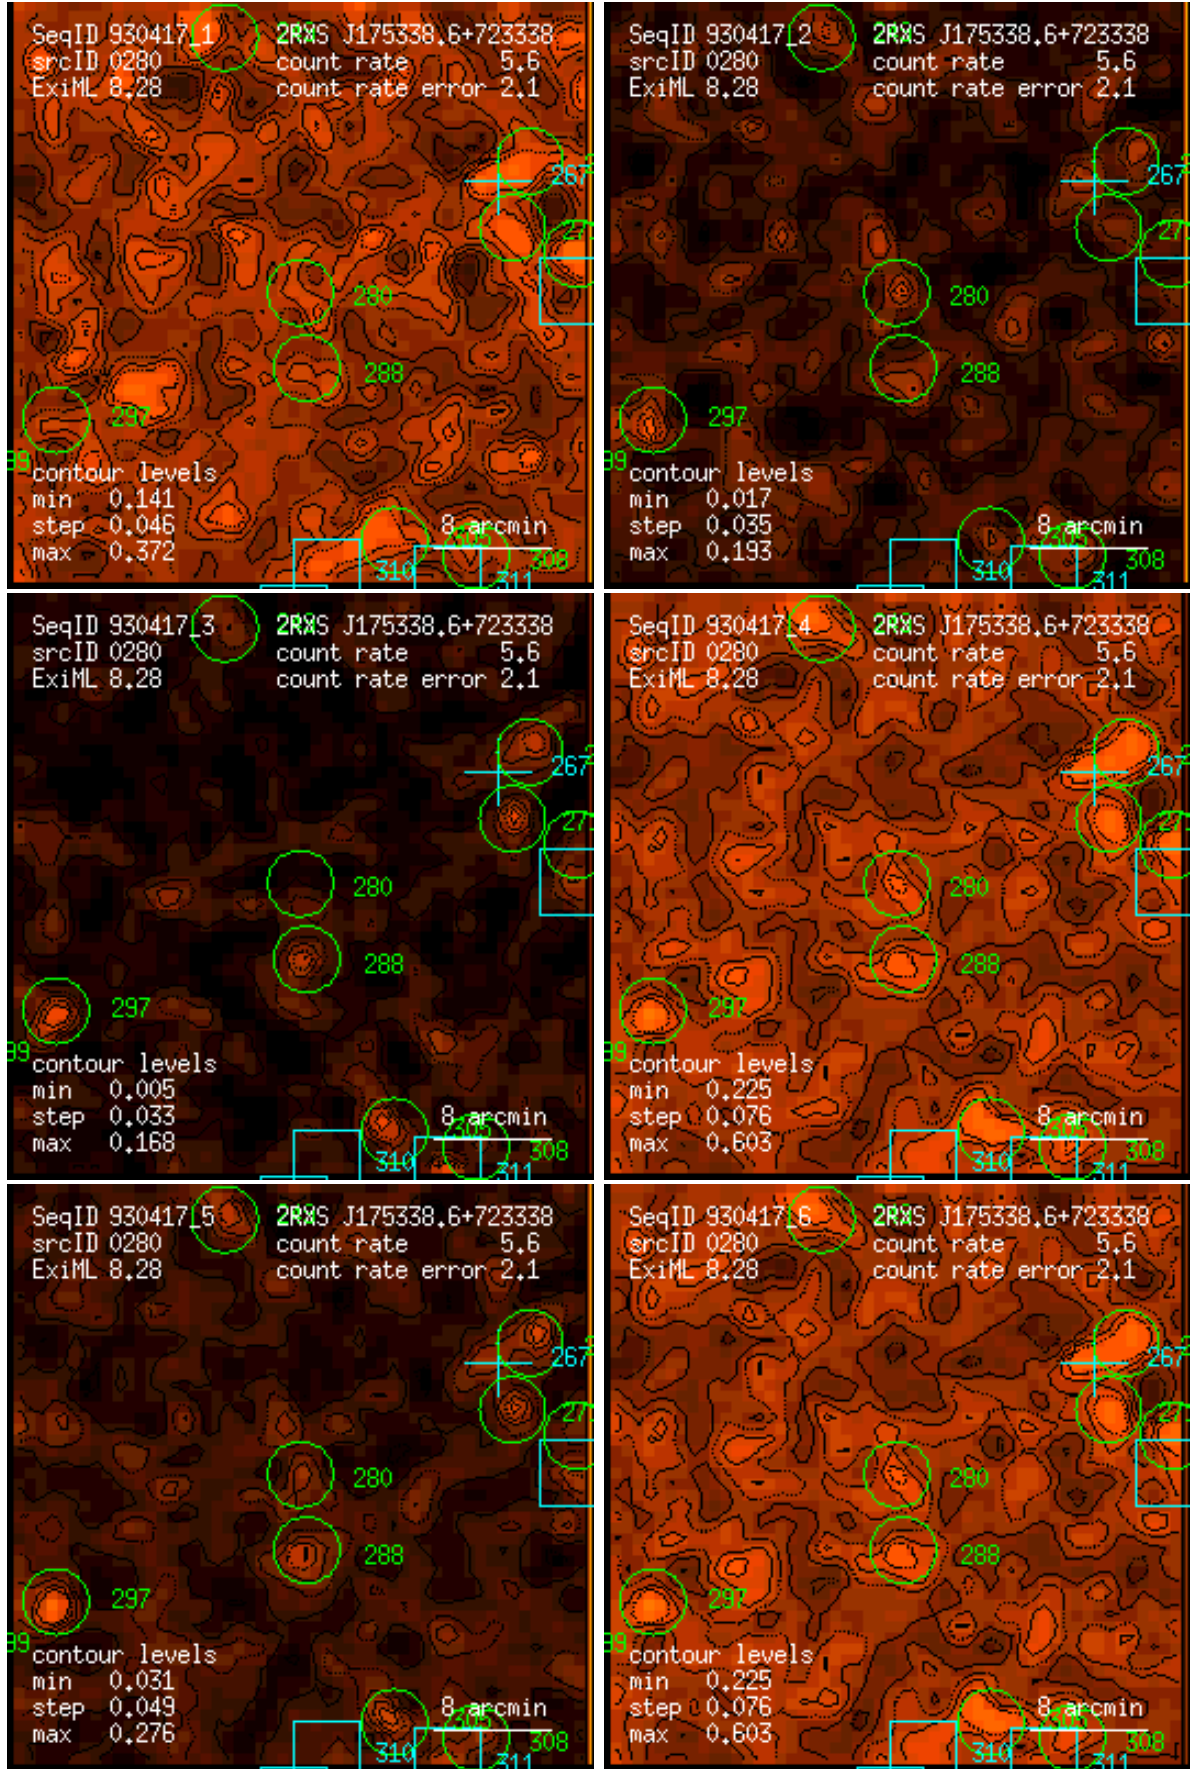 SeqID 930417_1 2RXS J175338.6+723338
srcID 0280 count rate 5.6
ExiML 8.28 count rate error 2.1
267
280
288
297
99
contour levels
min 0.141
step 0.046
max 0.372
8 arcmin
305
308
310
311
SeqID 930417_2 2RXS J175338.6+723338
srcID 0280 count rate 5.6
ExiML 8.28 count rate error 2.1
267
280
288
297
99
contour levels
min 0.017
step 0.035
max 0.193
8 arcmin
305
308
310
311
SeqID 930417_3 2RXS J175338.6+723338
srcID 0280 count rate 5.6
ExiML 8.28 count rate error 2.1
267
280
288
297
99
contour levels
min 0.005
step 0.033
max 0.168
8 arcmin
305
308
310
311
SeqID 930417_4 2RXS J175338.6+723338
srcID 0280 count rate 5.6
ExiML 8.28 count rate error 2.1
267
280
288
297
99
contour levels
min 0.225
step 0.076
max 0.603
8 arcmin
305
308
310
311
SeqID 930417_5 2RXS J175338.6+723338
srcID 0280 count rate 5.6
ExiML 8.28 count rate error 2.1
267
280
288
297
99
contour levels
min 0.031
step 0.049
max 0.276
8 arcmin
305
308
310
311
SeqID 930417_6 2RXS J175338.6+723338
srcID 0280 count rate 5.6
ExiML 8.28 count rate error 2.1
267
280
288
297
99
contour levels
min 0.225
step 0.076
max 0.603
8 arcmin
305
308
310
311